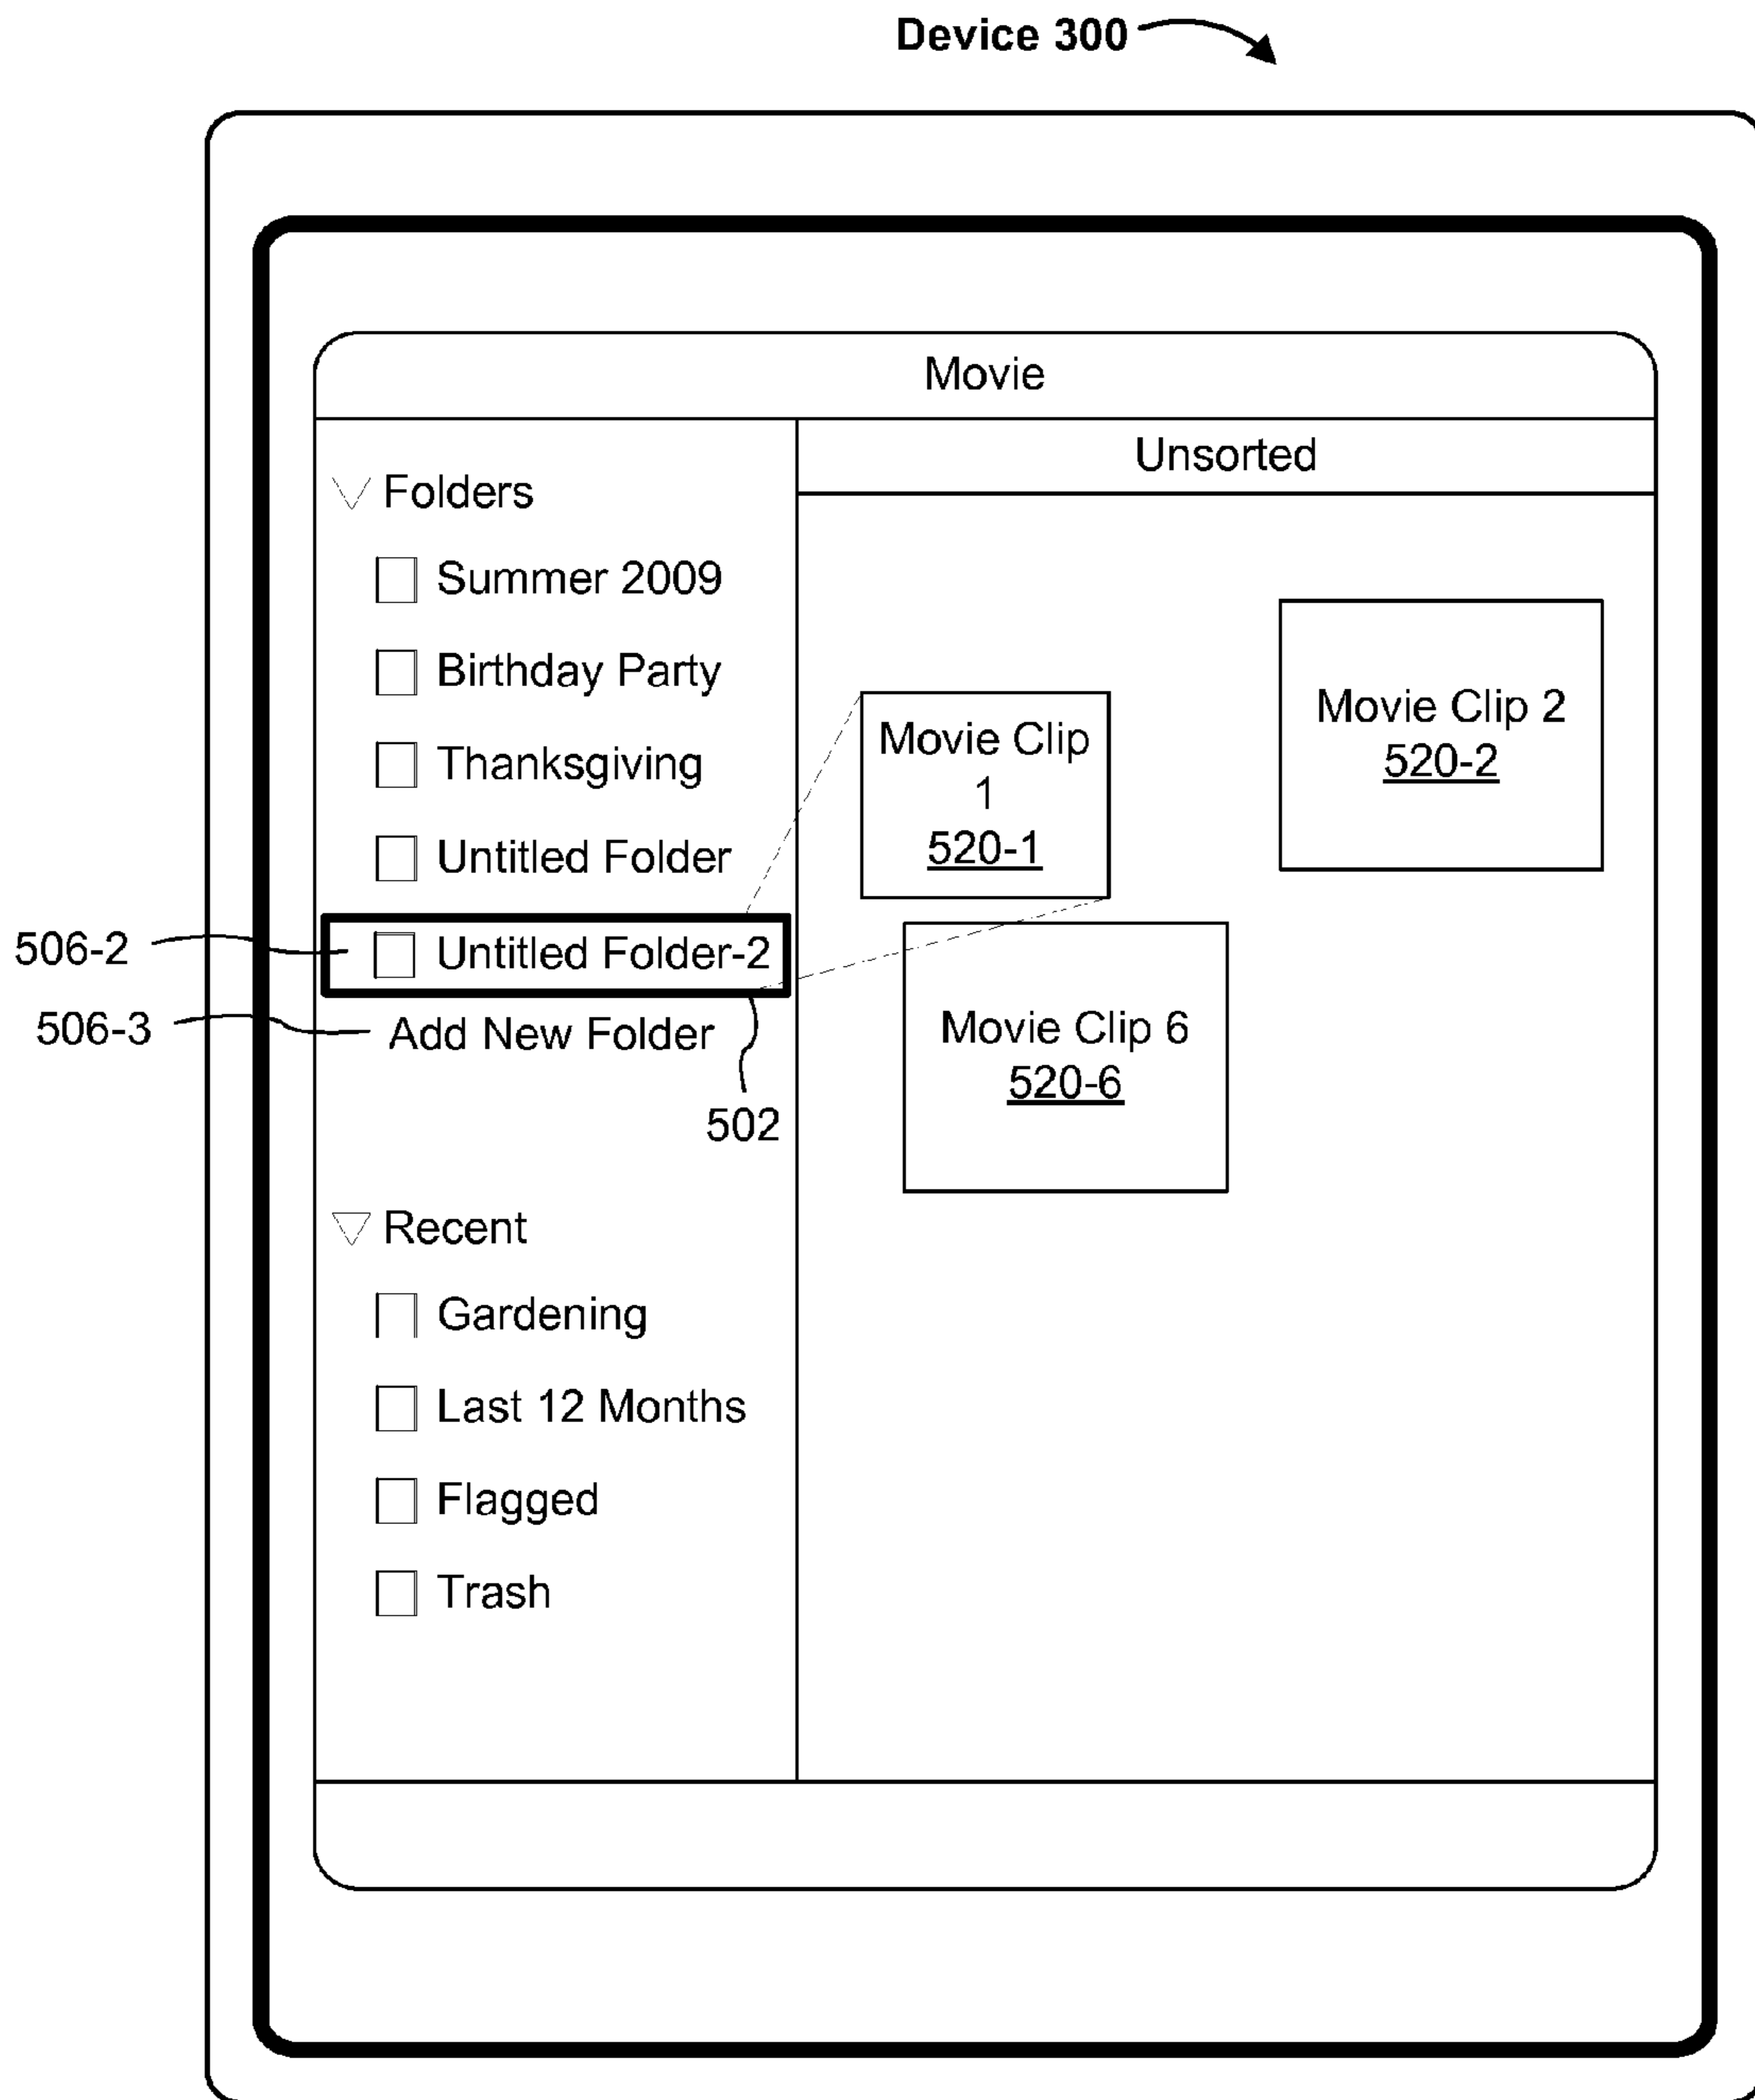 Device 300
Movie
Unsorted
Folders
Summer 2009
Birthday Party
Thanksgiving
Untitled Folder
506-2
Untitled Folder-2
506-3
Add New Folder
502
Recent
Gardening
Last 12 Months
Flagged
Trash
Movie Clip
1
520-1
Movie Clip 2
520-2
Movie Clip 6
520-6